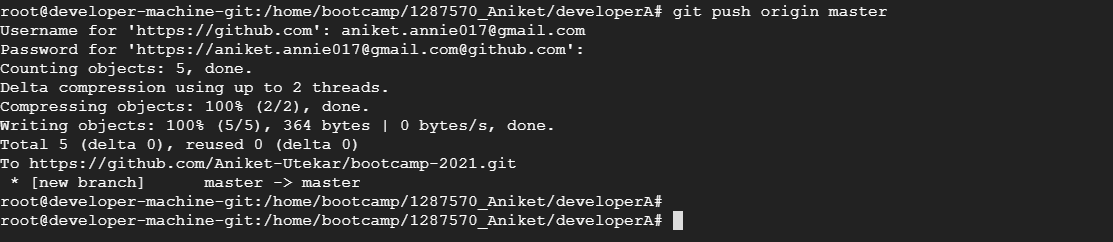 root@developer-machine-git:/home/bootcamp/1287570_Aniket/developerA# git push origin master
Username for 'https://github.com': aniket.annie017@gmail.com
Password for 'https://aniket.annie017@gmail.com@github.com':
Counting objects: 5, done.
Delta compression using up to 2 threads.
Compressing objects: 100% (2/2), done.
Writing objects: 100% (5/5), 364 bytes | 0 bytes/s, done.
Total 5 (delta 0), reused 0 (delta 0)
To https://github.com/Aniket-Utekar/bootcamp-2021.git
 * [new branch]      master -> master
root@developer-machine-git:/home/bootcamp/1287570_Aniket/developerA#
root@developer-machine-git:/home/bootcamp/1287570_Aniket/developerA#